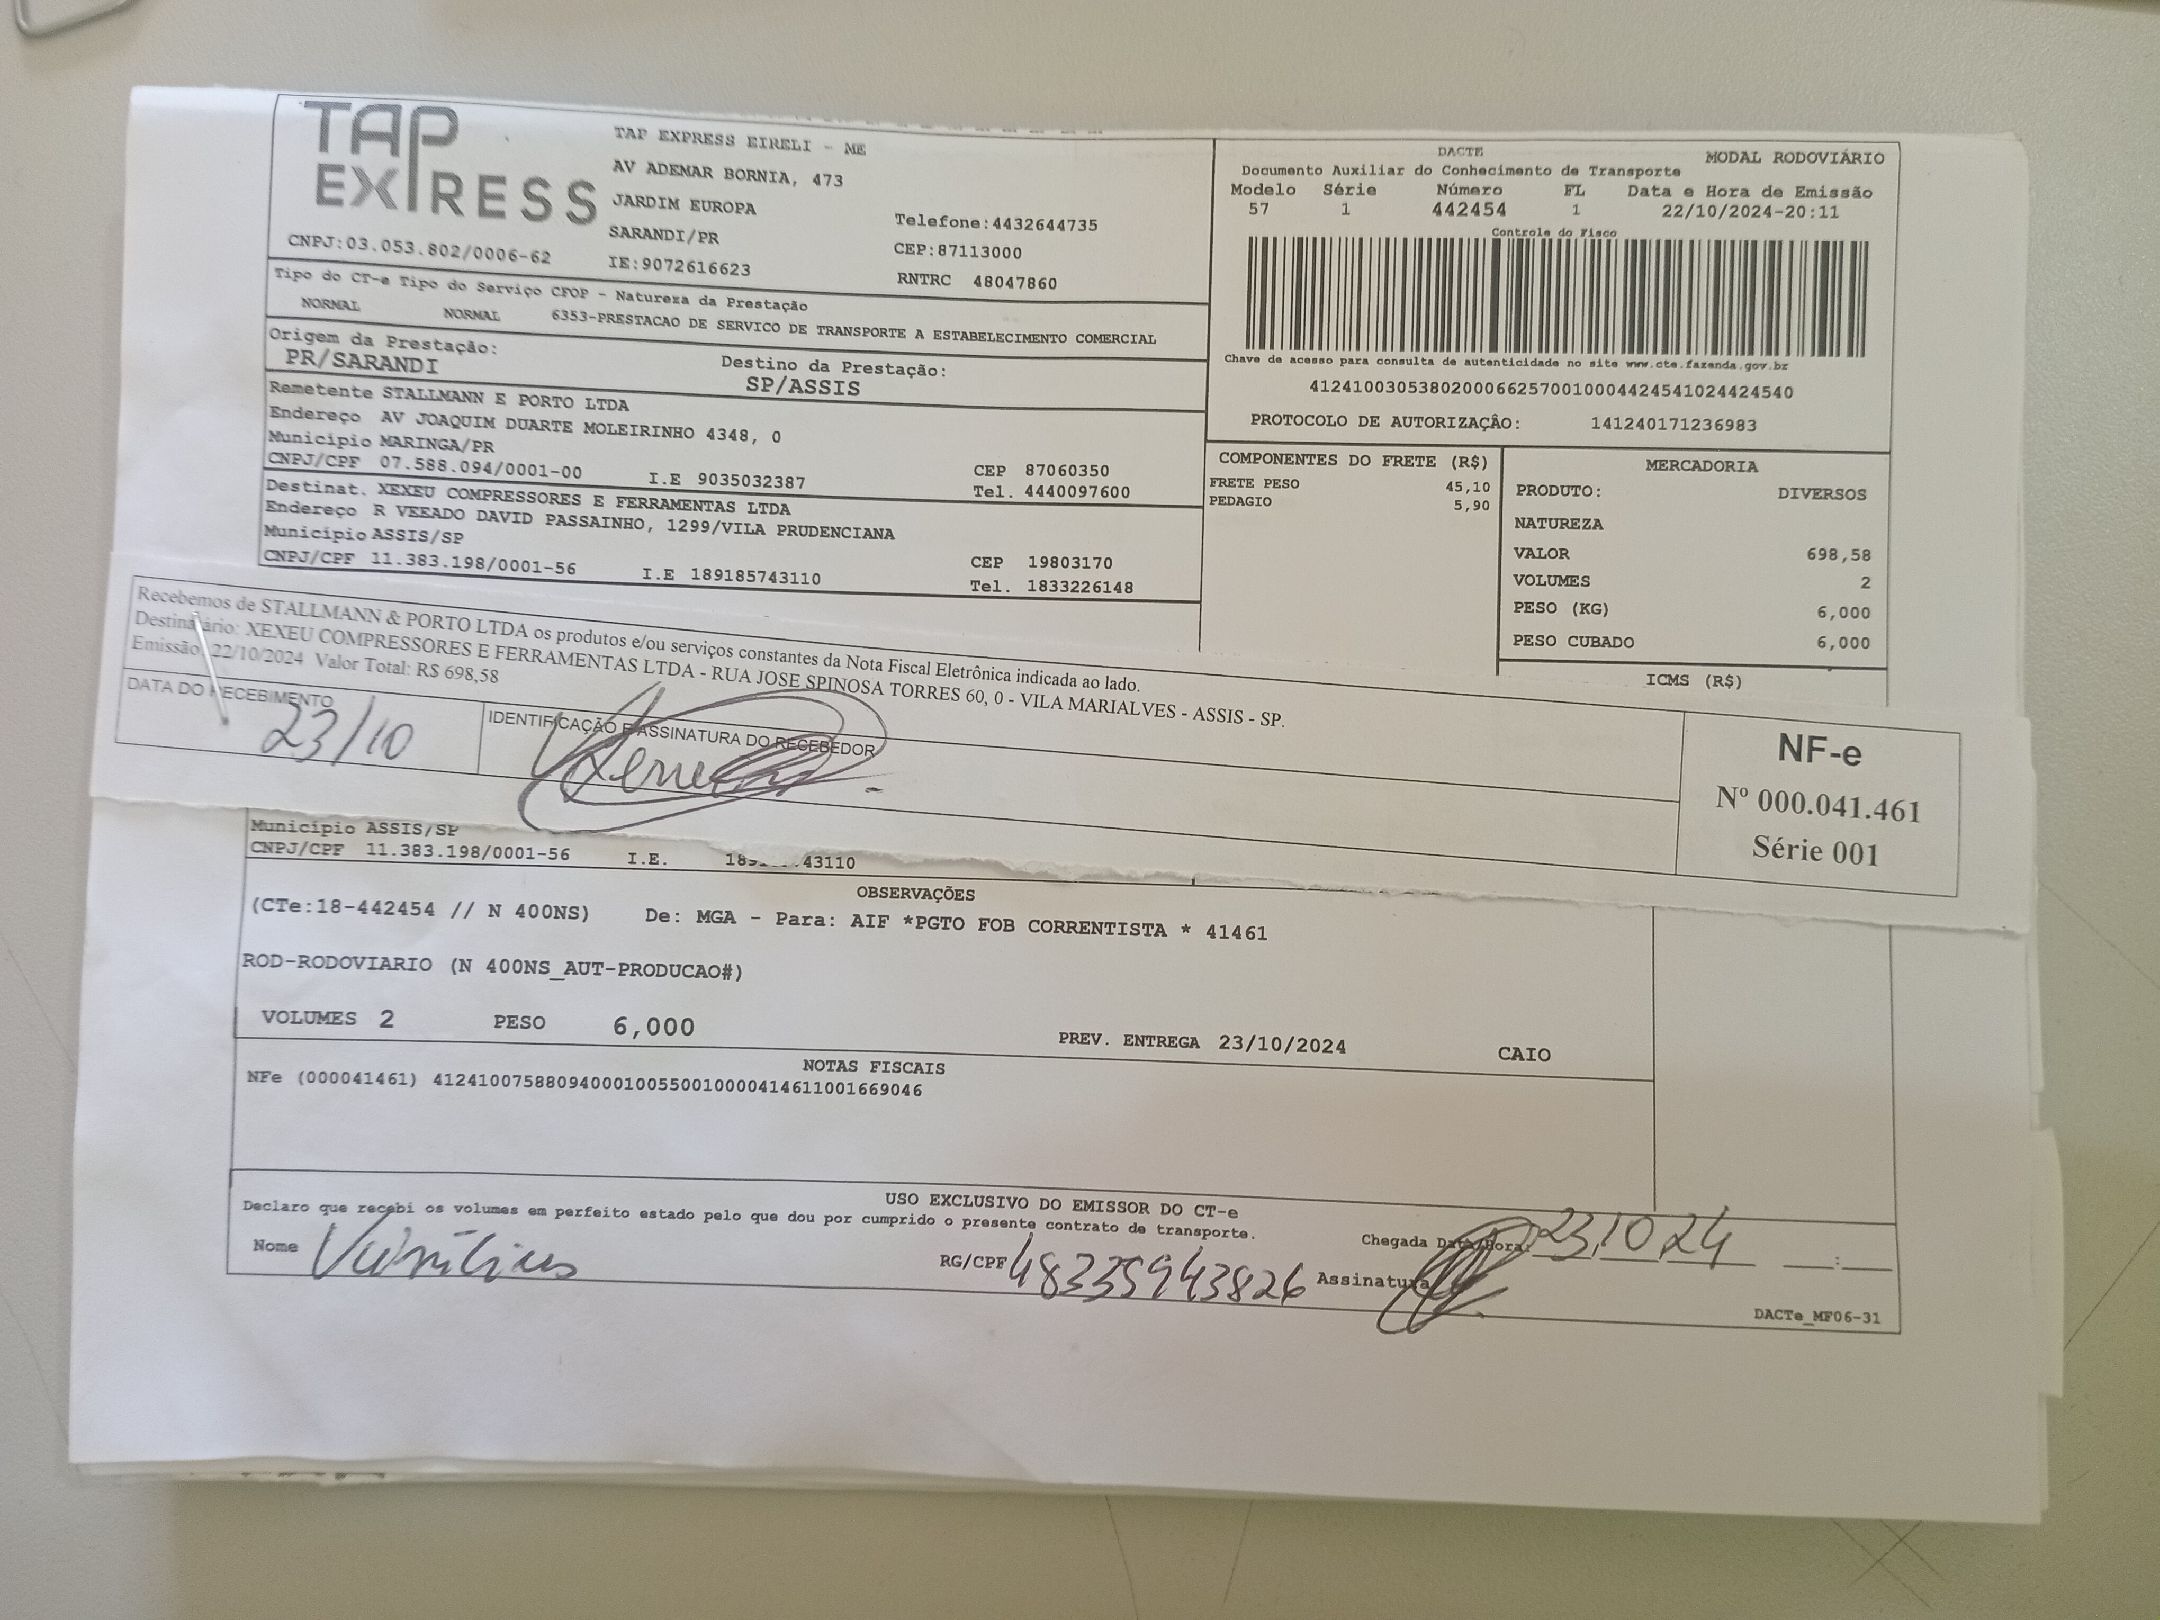 TAP EXPRESS
TAP EXPRESS EIRELI - ME
AV ADEMAR BORNIA, 473
JARDIM EUROPA
SARANDI/PR
IE:9072616623
Telefone:4432644735
CEP:87113000
RNTRC 48047860
CNPJ:03.053.802/0006-62
Tipo do CT-e Tipo do Serviço CFOP - Natureza da Prestação
NORMAL NORMAL 6353-PRESTACAO DE SERVICO DE TRANSPORTE A ESTABELECIMENTO COMERCIAL
Origem da Prestação: Destino da Prestação:
PR/SARANDI SP/ASSIS
Remetente STALLMANN E PORTO LTDA
Endereço AV JOAQUIM DUARTE MOLEIRINHO 4348, 0
Município MARINGA/PR
CNPJ/CPF 07.588.094/0001-00 I.E 9035032387
CEP 87060350
Tel. 4440097600
Destinat. XEXEU COMPRESSORES E FERRAMENTAS LTDA
Endereço R VEEADO DAVID PASSAINHO, 1299/VILA PRUDENCIANA
Município ASSIS/SP
CNPJ/CPF 11.383.198/0001-56 I.E 189185743110
CEP 19803170
Tel. 1833226148
DACTE MODAL RODOVIÁRIO
Documento Auxiliar do Conhecimento de Transporte
Modelo Série Número FL Data e Hora de Emissão
57 1 442454 1 22/10/2024-20:11
Controle do Fisco
Chave de acesso para consulta de autenticidade no site www.cte.fazenda.gov.br
41241003053802000662570010004424541024424540
PROTOCOLO DE AUTORIZAÇÂO: 141240171236983
COMPONENTES DO FRETE (R$)
FRETE PESO 45,10
PEDAGIO 5,90
MERCADORIA
PRODUTO: DIVERSOS
NATUREZA
VALOR 698,58
VOLUMES 2
PESO (KG) 6,000
PESO CUBADO 6,000
ICMS (R$)
Recebemos de STALLMANN & PORTO LTDA os produtos e/ou serviços constantes da Nota Fiscal Eletrônica indicada ao lado.
Destinatário: XEXEU COMPRESSORES E FERRAMENTAS LTDA - RUA JOSE SPINOSA TORRES 60, 0 - VILA MARIALVES - ASSIS - SP.
Emissão: 22/10/2024 Valor Total: R$ 698,58
DATA DO RECEBIMENTO
23/10
IDENTIFICAÇÃO E ASSINATURA DO RECEBEDOR
NF-e
Nº 000.041.461
Série 001
Município ASSIS/SP
CNPJ/CPF 11.383.198/0001-56 I.E. 43110
OBSERVAÇÕES
(CTe:18-442454 // N 400NS) De: MGA - Para: AIF *PGTO FOB CORRENTISTA * 41461
ROD-RODOVIARIO (N 400NS_AUT-PRODUCAO#)
VOLUMES 2 PESO 6,000 PREV. ENTREGA 23/10/2024 CAIO
NOTAS FISCAIS
NFe (000041461) 41241007588094000100550010000414611001669046
USO EXCLUSIVO DO EMISSOR DO CT-e
Declaro que recebi os volumes em perfeito estado pelo que dou por cumprido o presente contrato de transporte.
Nome RG/CPF 48335943826
Chegada Data/Hora: 23 10 24 :
Assinatura
DACTe_MF06-31